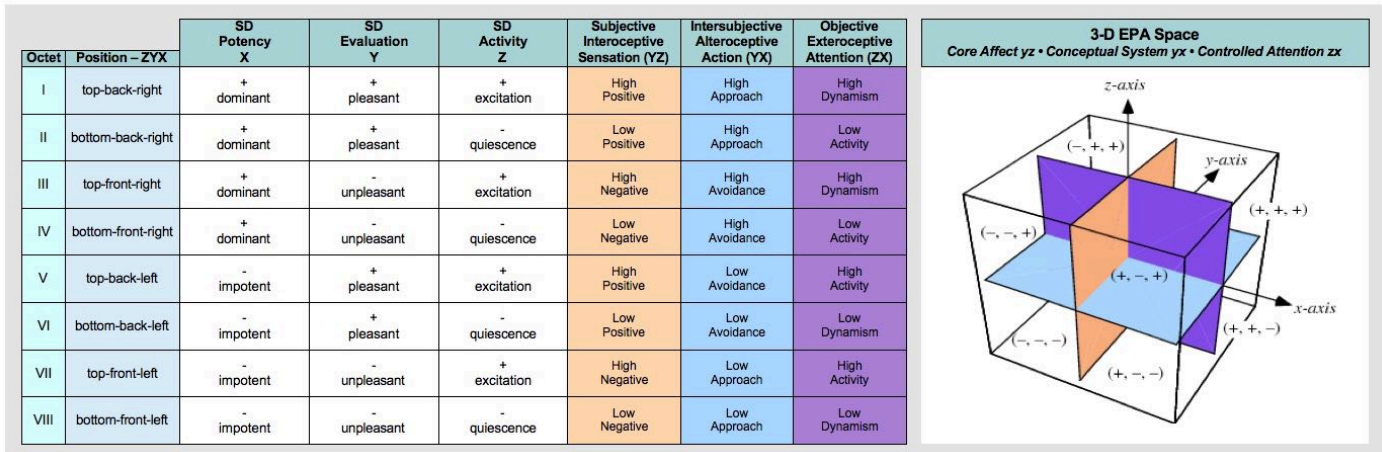 SD
Potency
X
SD
Evaluation
Y
SD
Activity
Z
Subjective
Interoceptive
Sensation (YZ)
Intersubjective
Alteroceptive
Action (YX)
Objective
Exteroceptive
Attention (ZX)
Octet
Position – ZYX
I
top-back-right
+
dominant
+
pleasant
+
excitation
High
Positive
High
Approach
High
Dynamism
II
bottom-back-right
+
dominant
+
pleasant
-
quiescence
Low
Positive
High
Approach
Low
Activity
III
top-front-right
+
dominant
-
unpleasant
+
excitation
High
Negative
High
Avoidance
High
Dynamism
IV
bottom-front-right
+
dominant
-
unpleasant
-
quiescence
Low
Negative
High
Avoidance
Low
Activity
V
top-back-left
-
impotent
+
pleasant
+
excitation
High
Positive
Low
Avoidance
High
Activity
VI
bottom-back-left
-
impotent
+
pleasant
-
quiescence
Low
Positive
Low
Avoidance
Low
Dynamism
VII
top-front-left
-
impotent
-
unpleasant
+
excitation
High
Negative
Low
Approach
High
Activity
VIII
bottom-front-left
-
impotent
-
unpleasant
-
quiescence
Low
Negative
Low
Approach
Low
Dynamism
3-D EPA Space
Core Affect yz • Conceptual System yx • Controlled Attention zx
z-axis
(−, +, +)
y-axis
(+, +, +)
(−, −, +)
(+, −, +)
x-axis
(+, +, −)
(−, −, −)
(+, −, −)